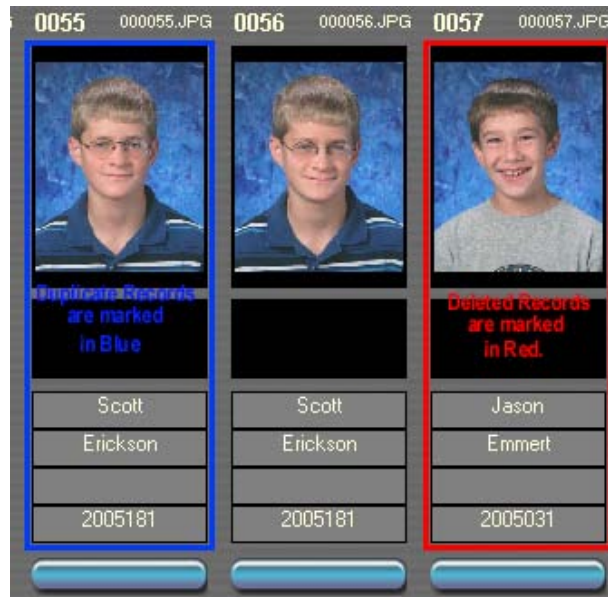 0055 000055.JPG 0056 000056.JPG 0057 000057.JPG
Duplicate Records
are marked
in Blue
Deleted Records
are marked
in Red.
Scott Scott Jason
Erickson Erickson Emmert
2005181 2005181 2005031